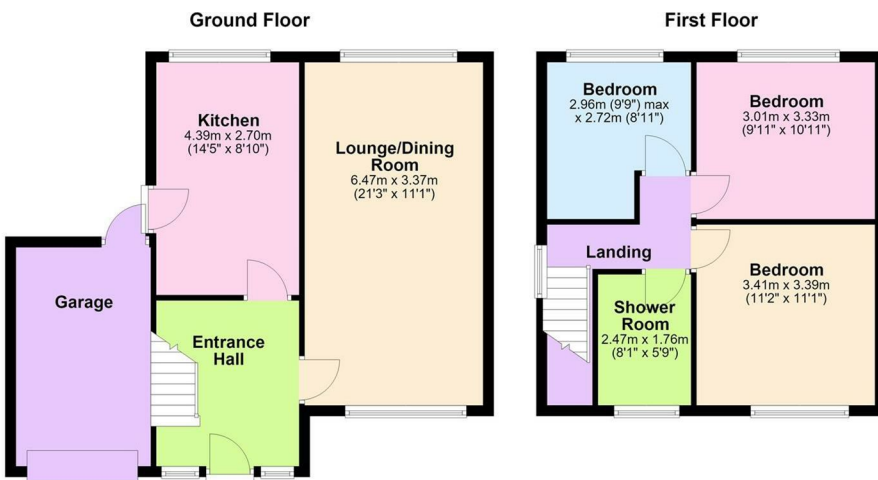 Ground Floor
First Floor
Kitchen
4.39m x 2.70m
(14'5" x 8'10")
Lounge/Dining
Room
6.47m x 3.37m
(21'3" x 11'1")
Garage
Entrance
Hall
Bedroom
2.96m (9'9") max
x 2.72m (8'11")
Bedroom
3.01m x 3.33m
(9'11" x 10'11")
Landing
Bedroom
3.41m x 3.39m
(11'2" x 11'1")
Shower
Room
2.47m x 1.76m
(8'1" x 5'9")